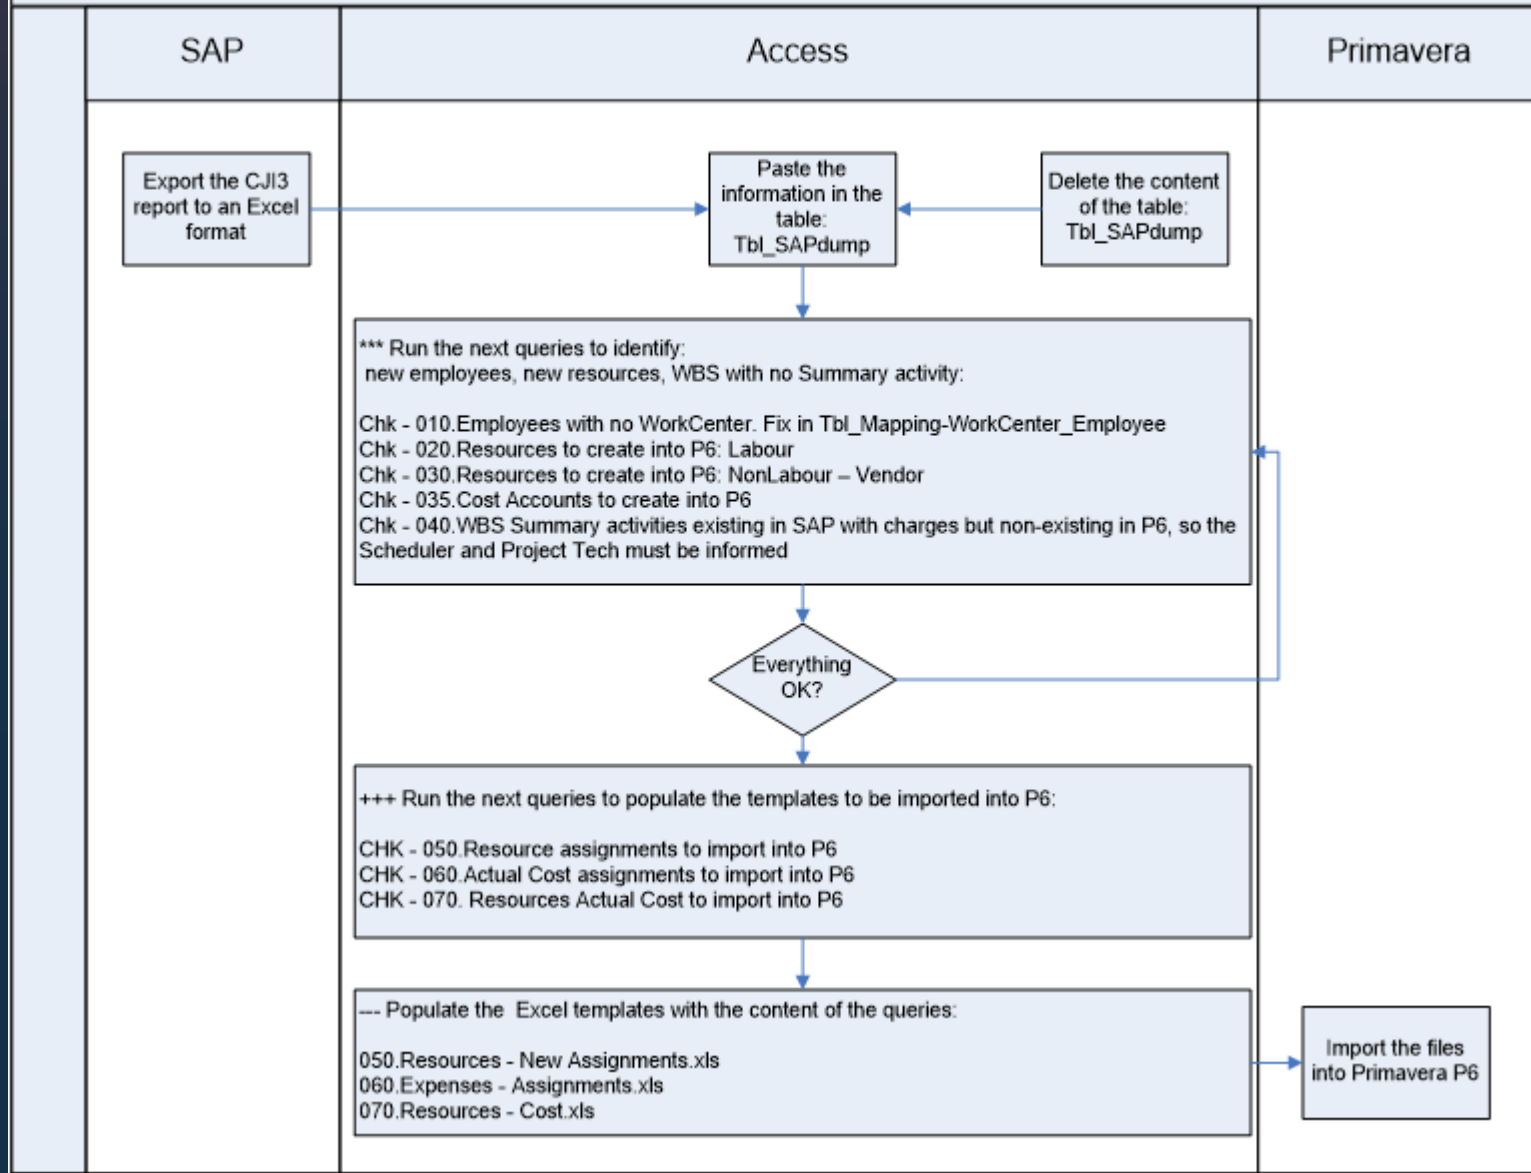 SAP
Access
Primavera
Export the CJI3
report to an Excel
format
Paste the
information in the
table:
Tbl_SAPdump
Delete the content
of the table:
Tbl_SAPdump
*** Run the next queries to identify:
new employees, new resources, WBS with no Summary activity:
Chk - 010.Employees with no WorkCenter. Fix in Tbl_Mapping-WorkCenter_Employee
Chk - 020.Resources to create into P6: Labour
Chk - 030.Resources to create into P6: NonLabour – Vendor
Chk - 035.Cost Accounts to create into P6
Chk - 040.WBS Summary activities existing in SAP with charges but non-existing in P6, so the
Scheduler and Project Tech must be informed
Everything
OK?
+++ Run the next queries to populate the templates to be imported into P6:
CHK - 050.Resource assignments to import into P6
CHK - 060.Actual Cost assignments to import into P6
CHK - 070. Resources Actual Cost to import into P6
--- Populate the  Excel templates with the content of the queries:
050.Resources - New Assignments.xls
060.Expenses - Assignments.xls
070.Resources - Cost.xls
Import the files
into Primavera P6